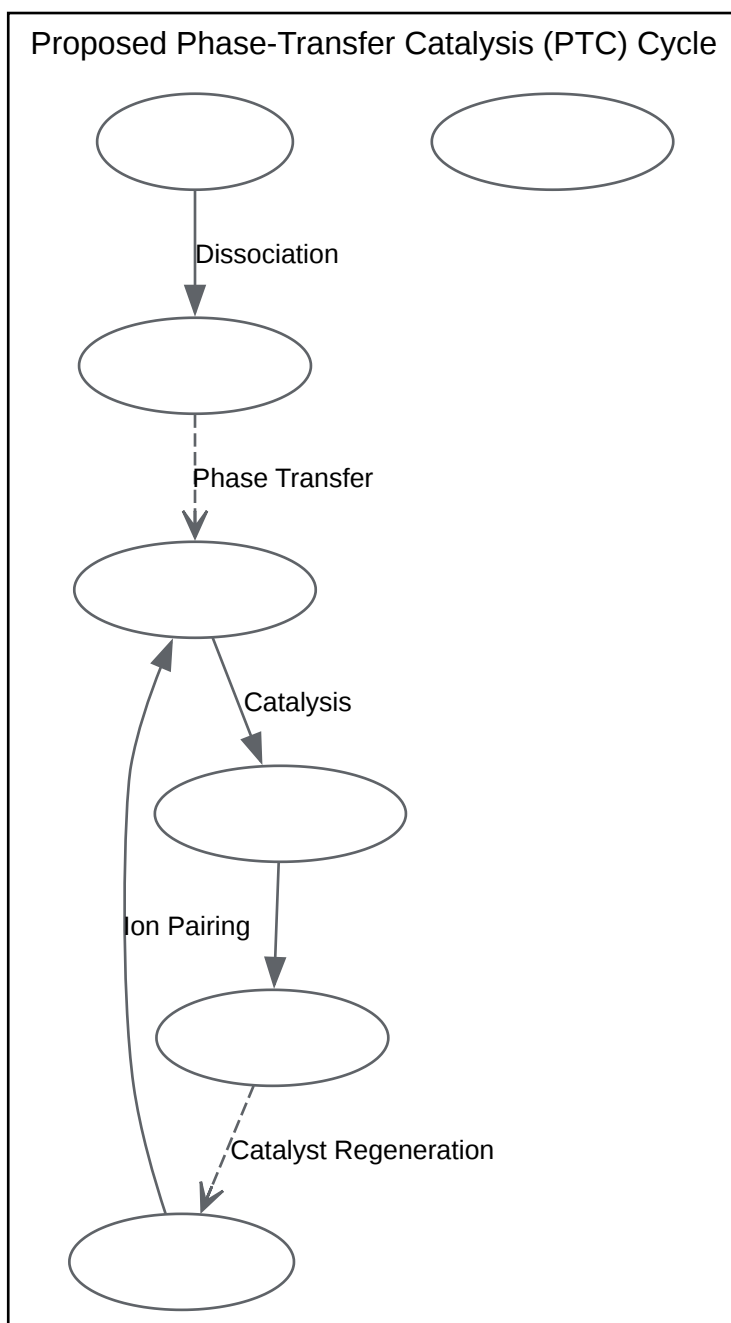 Proposed Phase-Transfer Catalysis (PTC) Cycle
Dissociation
Phase Transfer
Catalysis
Ion Pairing
Catalyst Regeneration